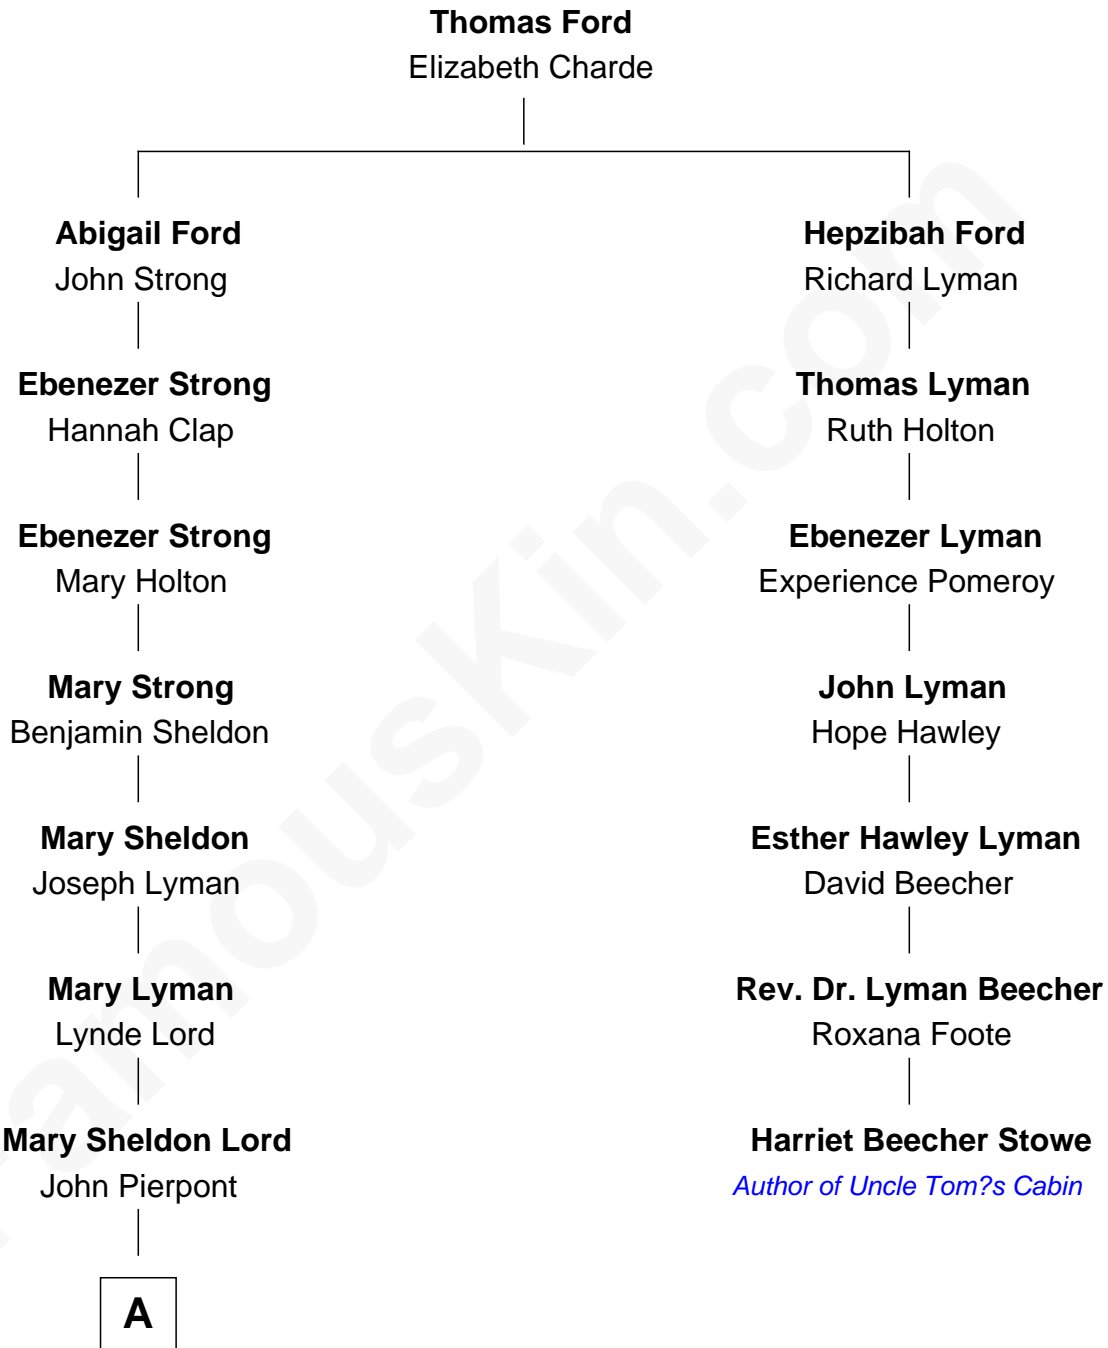 Thomas Ford
Elizabeth Charde
Abigail Ford
John Strong
Hepzibah Ford
Richard Lyman
Ebenezer Strong
Hannah Clap
Thomas Lyman
Ruth Holton
Ebenezer Strong
Mary Holton
Ebenezer Lyman
Experience Pomeroy
Mary Strong
Benjamin Sheldon
John Lyman
Hope Hawley
Mary Sheldon
Joseph Lyman
Esther Hawley Lyman
David Beecher
Mary Lyman
Lynde Lord
Rev. Dr. Lyman Beecher
Roxana Foote
Mary Sheldon Lord
John Pierpont
Harriet Beecher Stowe
Author of Uncle Tom?s Cabin
A
FamousKin.com